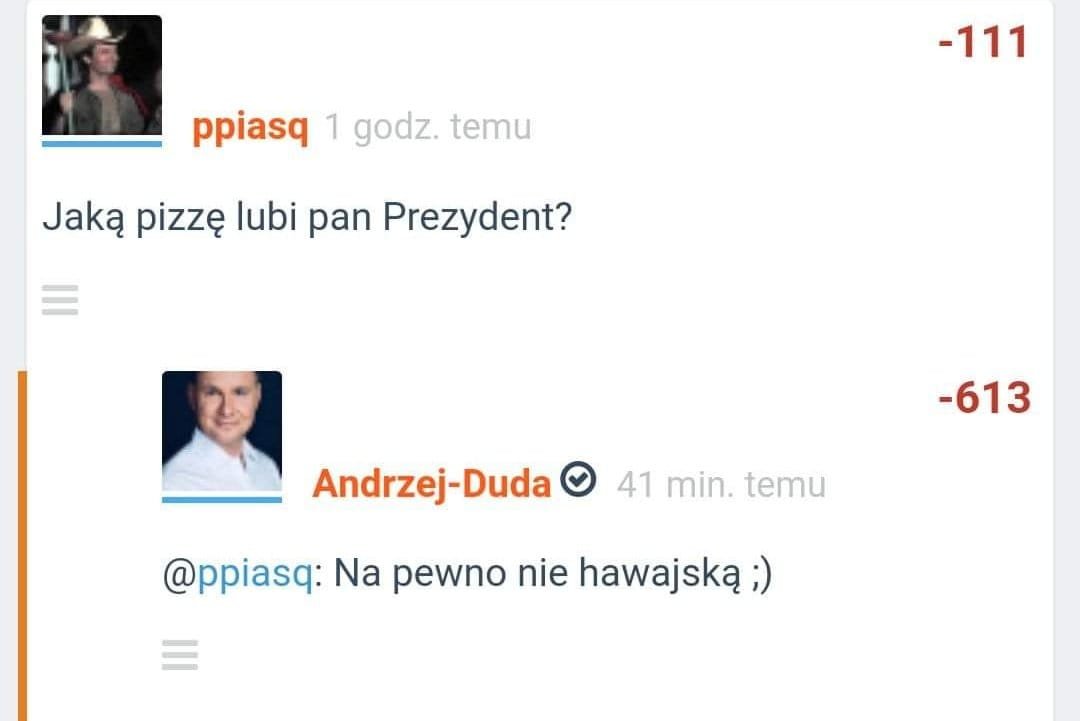 -111
ppiasq 1 godz. temu
Jaką pizzę lubi pan Prezydent?
-613
Andrzej-Duda 41 min. temu
@ppiasq: Na pewno nie hawajską ;)